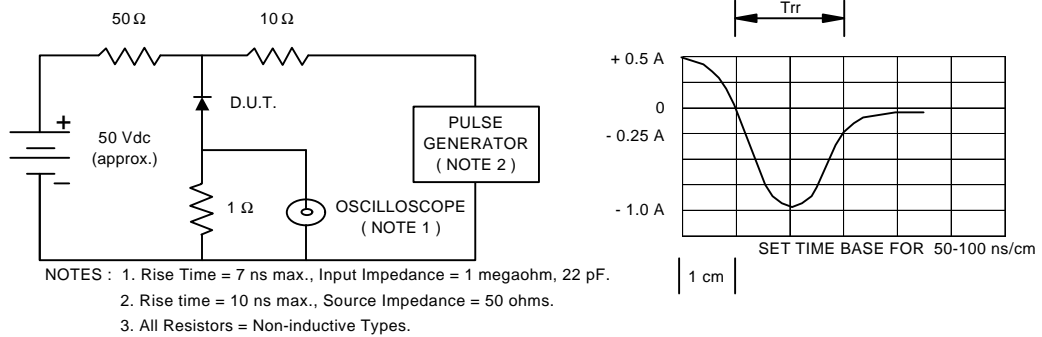 50 Ω
10 Ω
D.U.T.
+
50 Vdc
(approx.)
−
PULSE
GENERATOR
( NOTE 2 )
1 Ω
OSCILLOSCOPE
( NOTE 1 )
NOTES : 1. Rise Time = 7 ns max., Input Impedance = 1 megaohm, 22 pF.
2. Rise time = 10 ns max., Source Impedance = 50 ohms.
3. All Resistors = Non-inductive Types.
Trr
+ 0.5 A
0
- 0.25 A
- 1.0 A
SET TIME BASE FOR 50-100 ns/cm
1 cm